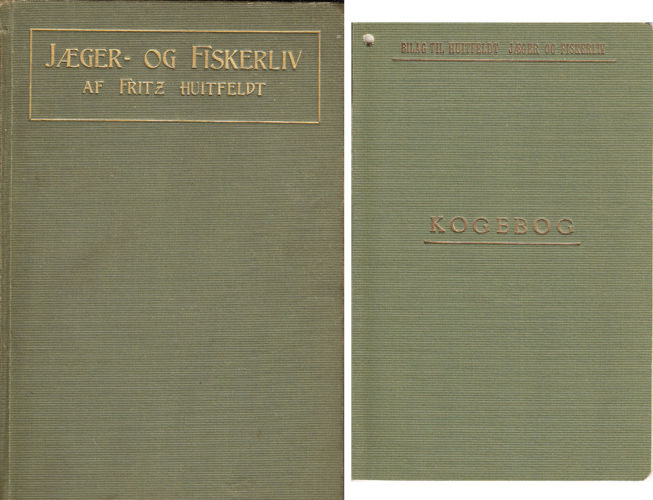 JÆGER- OG FISKERLIV
AF FRITZ HUITFELDT
BILAG TIL HUITFELDT JÆGER OG FISKERLIV
KOGEBOG